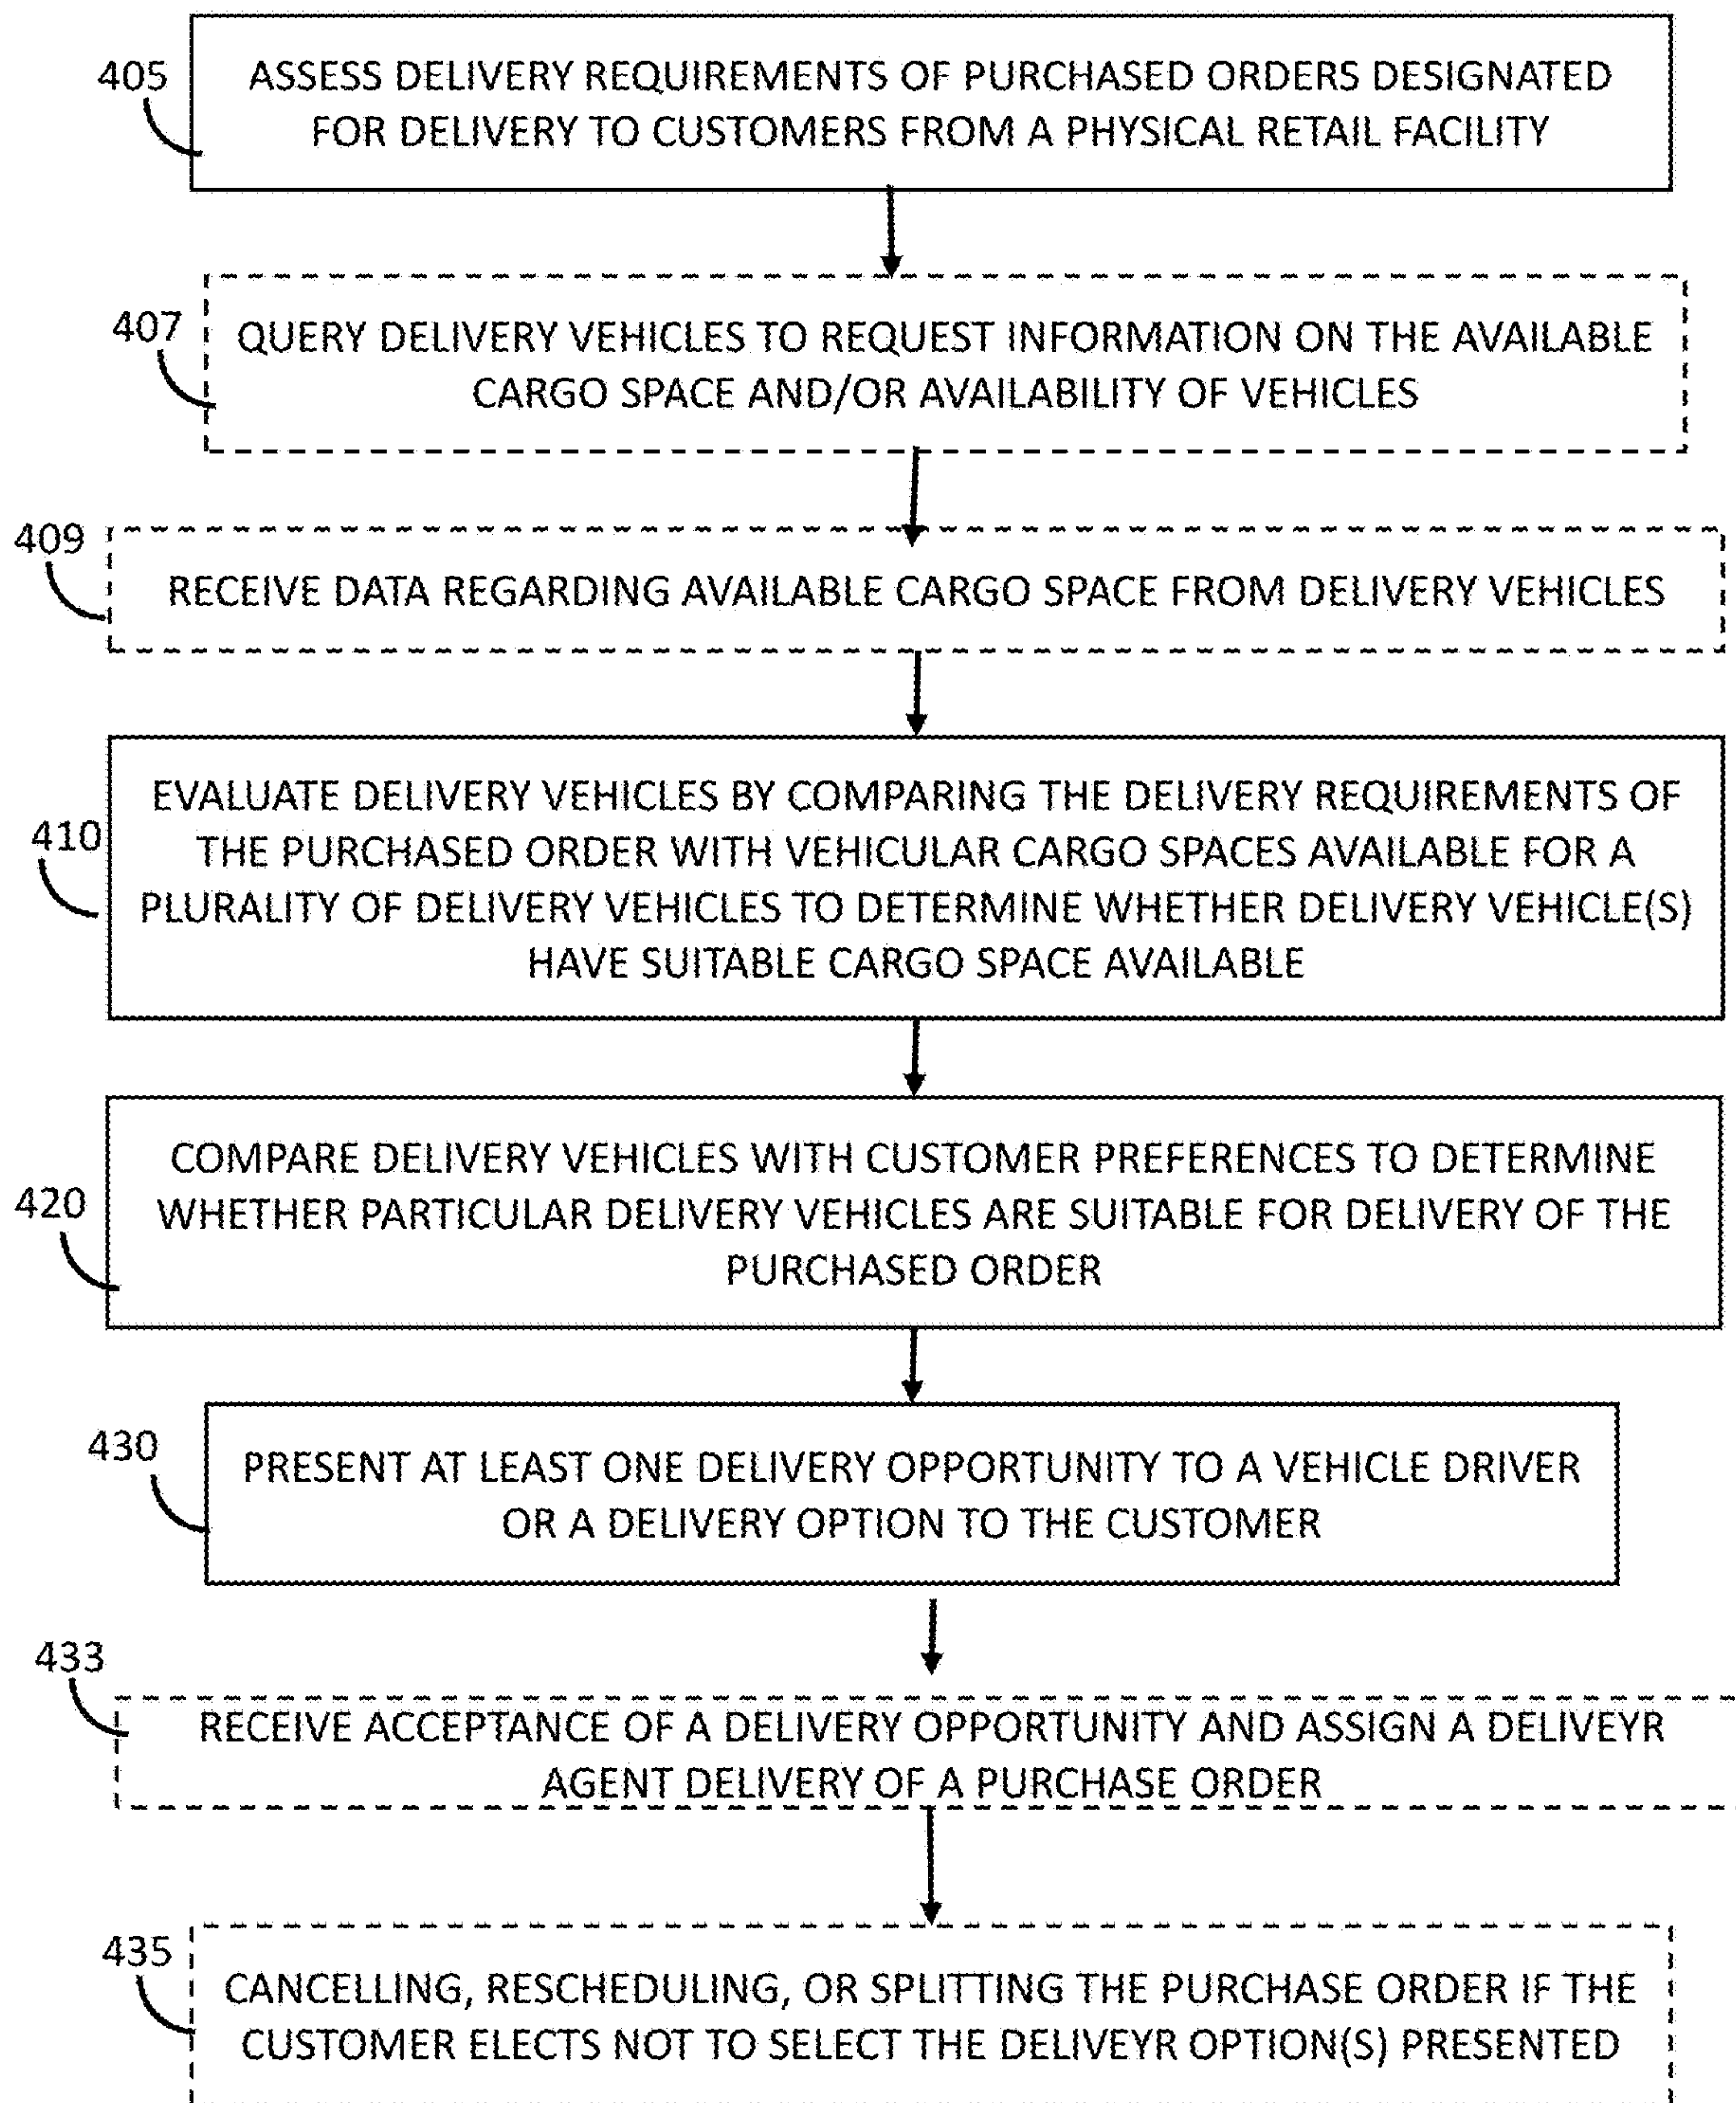 405
ASSESS DELIVERY REQUIREMENTS OF PURCHASED ORDERS DESIGNATED
FOR DELIVERY TO CUSTOMERS FROM A PHYSICAL RETAIL FACILITY
407
QUERY DELIVERY VEHICLES TO REQUEST INFORMATION ON THE AVAILABLE
CARGO SPACE AND/OR AVAILABILITY OF VEHICLES
409
RECEIVE DATA REGARDING AVAILABLE CARGO SPACE FROM DELIVERY VEHICLES
410
EVALUATE DELIVERY VEHICLES BY COMPARING THE DELIVERY REQUIREMENTS OF
THE PURCHASED ORDER WITH VEHICULAR CARGO SPACES AVAILABLE FOR A
PLURALITY OF DELIVERY VEHICLES TO DETERMINE WHETHER DELIVERY VEHICLE(S)
HAVE SUITABLE CARGO SPACE AVAILABLE
420
COMPARE DELIVERY VEHICLES WITH CUSTOMER PREFERENCES TO DETERMINE
WHETHER PARTICULAR DELIVERY VEHICLES ARE SUITABLE FOR DELIVERY OF THE
PURCHASED ORDER
430
PRESENT AT LEAST ONE DELIVERY OPPORTUNITY TO A VEHICLE DRIVER
OR A DELIVERY OPTION TO THE CUSTOMER
433
RECEIVE ACCEPTANCE OF A DELIVERY OPPORTUNITY AND ASSIGN A DELIVEYR
AGENT DELIVERY OF A PURCHASE ORDER
435
CANCELLING, RESCHEDULING, OR SPLITTING THE PURCHASE ORDER IF THE
CUSTOMER ELECTS NOT TO SELECT THE DELIVEYR OPTION(S) PRESENTED